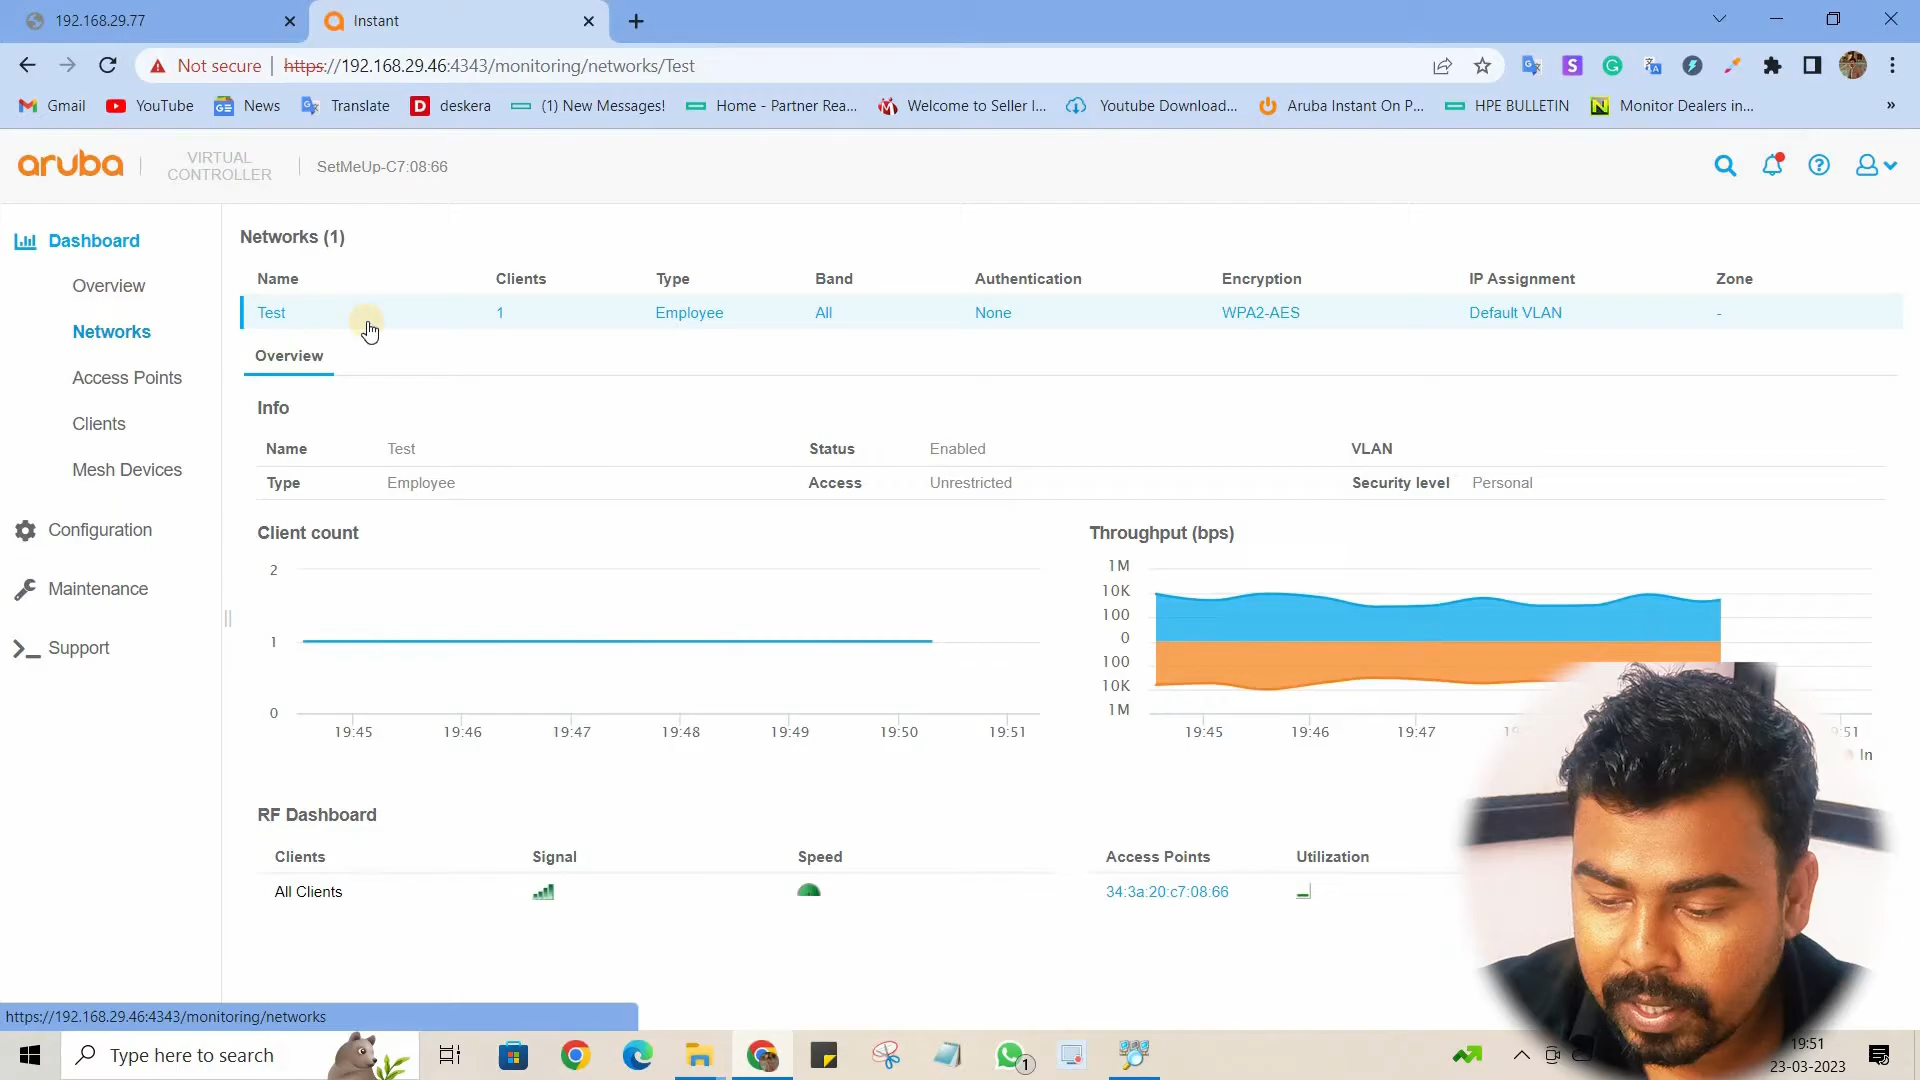 192.168.29.77
Instant
Not secure
https://192.168.29.46:4343/monitoring/networks/Test
Gmail
YouTube
News
Translate
deskera
(1) New Messages!
Home - Partner Rea...
Welcome to Seller I...
Youtube Download...
Aruba Instant On P...
HPE BULLETIN
Monitor Dealers in...
»
aruba
VIRTUAL
CONTROLLER
SetMeUp-C7:08:66
Dashboard
Overview
Networks
Access Points
Clients
Mesh Devices
Configuration
Maintenance
Support
Networks (1)
Name Clients Type Band Authentication Encryption IP Assignment Zone
Test 1 Employee All None WPA2-AES Default VLAN -
Overview
Info
Name Test Status Enabled VLAN
Type Employee Access Unrestricted Security level Personal
Client count
2
1
0
19:45 19:46 19:47 19:48 19:49 19:50 19:51
Throughput (bps)
1M
10K
100
0
100
10K
1M
19:45 19:46 19:47
:51
In
RF Dashboard
Clients Signal Speed
All Clients
Access Points Utilization
34:3a:20:c7:08:66
https://192.168.29.46:4343/monitoring/networks
Type here to search
1
19:51
23-03-2023